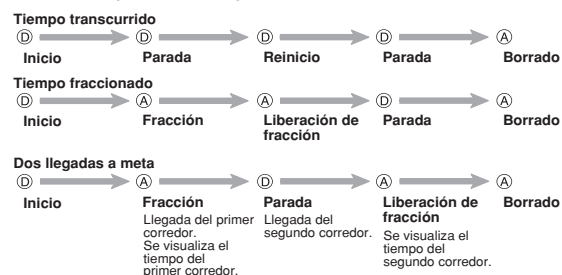 Tiempo transcurrido
D D D D A
Inicio Parada Reinicio Parada Borrado
Tiempo fraccionado
D A A D A
Inicio Fracción Liberación de fracción Parada Borrado
Dos llegadas a meta
D A D A A
Inicio
Fracción
Llegada del primer
corredor.
Se visualiza el
tiempo del
primer corredor.
Parada
Llegada del
segundo corredor.
Liberación de
fracción
Se visualiza el
tiempo del
segundo corredor.
Borrado